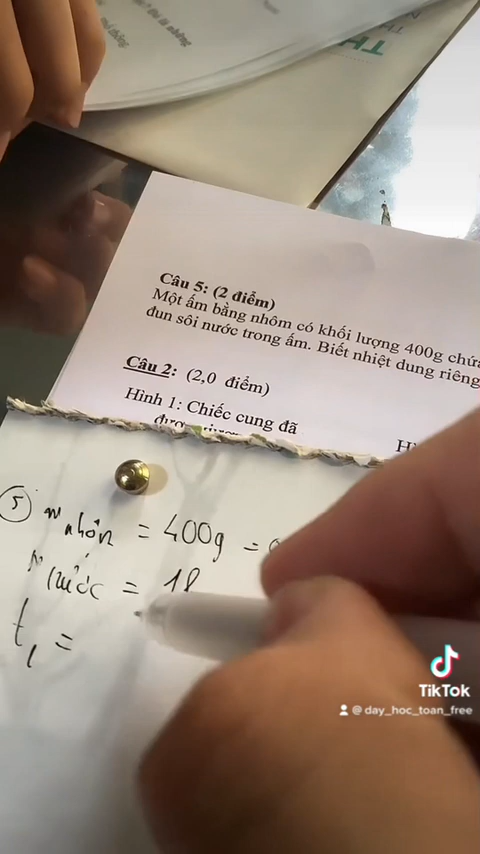 TH
Câu 5: (2 điểm)
Một ấm bằng nhôm có khối lượng 400g chứa
đun sôi nước trong ấm. Biết nhiệt dung riêng
Câu 2: (2,0 điểm)
Hình 1: Chiếc cung đã
5 m nhôm = 400g =
m nước = 1l
t1 =
TikTok
@day_hoc_toan_free